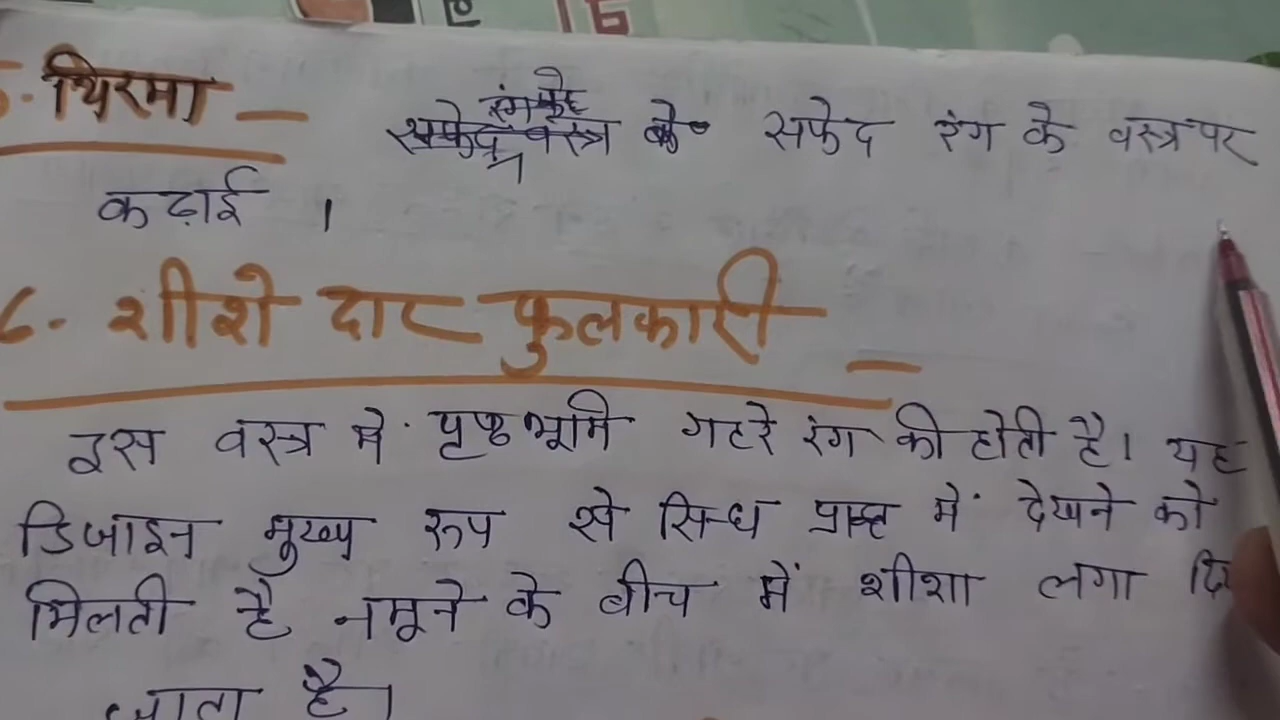 5. थिरमा – सफेद रंग के वस्त्र पर
कढ़ाई ।
6. शीशे दार फुलकारी –
इस वस्त्र मे पृष्ठभूमि गहरे रंग की होती है। यह
डिजाइन मुख्य रूप से सिन्ध में देखने को
मिलती है नमूने के बीच में शीशा लगा
जाता है।